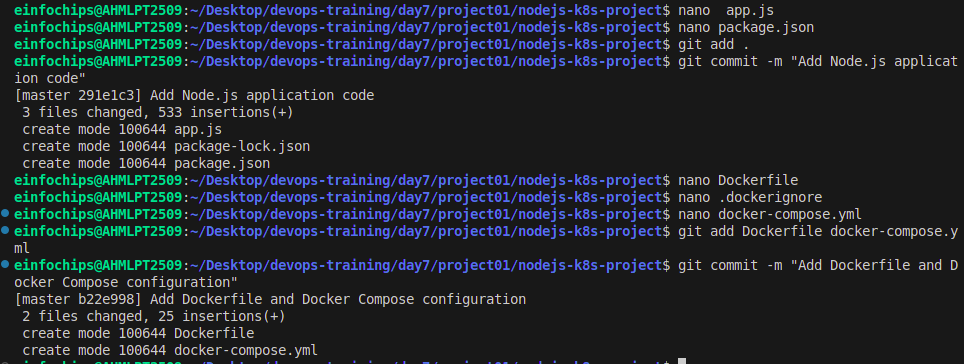 einfochips@AHMLPT2509:~/Desktop/devops-training/day7/project01/nodejs-k8s-project$ nano  app.js
einfochips@AHMLPT2509:~/Desktop/devops-training/day7/project01/nodejs-k8s-project$ nano package.json
einfochips@AHMLPT2509:~/Desktop/devops-training/day7/project01/nodejs-k8s-project$ git add .
einfochips@AHMLPT2509:~/Desktop/devops-training/day7/project01/nodejs-k8s-project$ git commit -m "Add Node.js applicat
ion code"
[master 291e1c3] Add Node.js application code
 3 files changed, 533 insertions(+)
 create mode 100644 app.js
 create mode 100644 package-lock.json
 create mode 100644 package.json
einfochips@AHMLPT2509:~/Desktop/devops-training/day7/project01/nodejs-k8s-project$ nano Dockerfile
einfochips@AHMLPT2509:~/Desktop/devops-training/day7/project01/nodejs-k8s-project$ nano .dockerignore
einfochips@AHMLPT2509:~/Desktop/devops-training/day7/project01/nodejs-k8s-project$ nano docker-compose.yml
einfochips@AHMLPT2509:~/Desktop/devops-training/day7/project01/nodejs-k8s-project$ git add Dockerfile docker-compose.y
ml
einfochips@AHMLPT2509:~/Desktop/devops-training/day7/project01/nodejs-k8s-project$ git commit -m "Add Dockerfile and D
ocker Compose configuration"
[master b22e998] Add Dockerfile and Docker Compose configuration
 2 files changed, 25 insertions(+)
 create mode 100644 Dockerfile
 create mode 100644 docker-compose.yml